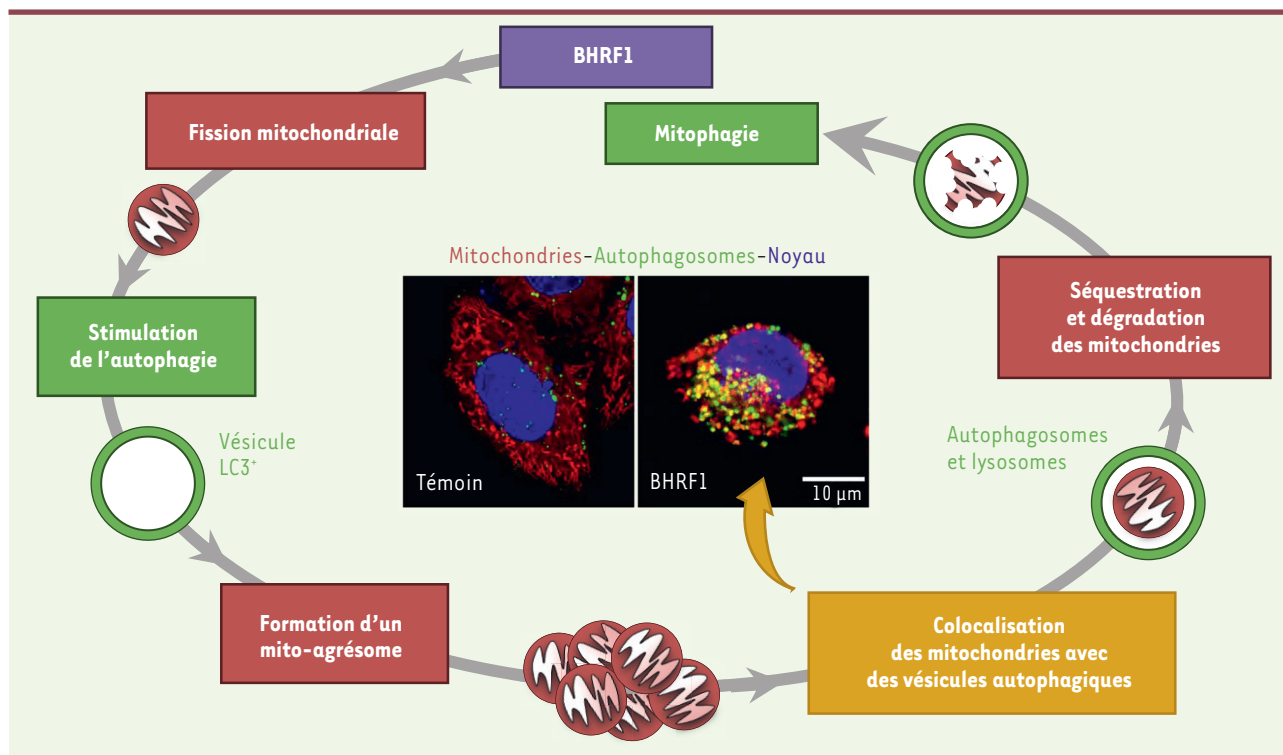 BHRF1
Fission mitochondriale
Mitophagie
Mitochondries–Autophagosomes–Noyau
Stimulation
de l'autophagie
Séquestration
et dégradation
des mitochondries
Vésicule
LC3⁺
Autophagosomes
et lysosomes
Témoin
BHRF1
10 µm
Formation d'un
mito-agrésome
Colocalisation
des mitochondries avec
des vésicules autophagiques